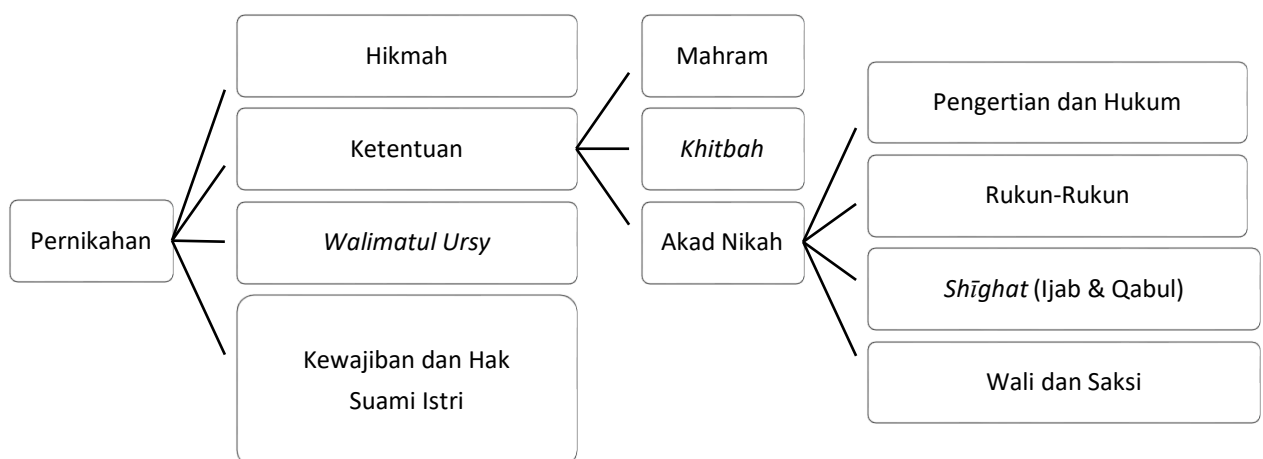 Pernikahan
Hikmah
Ketentuan
Walimatul Ursy
Kewajiban dan Hak
Suami Istri
Mahram
Khitbah
Akad Nikah
Pengertian dan Hukum
Rukun-Rukun
Shīghat (Ijab & Qabul)
Wali dan Saksi